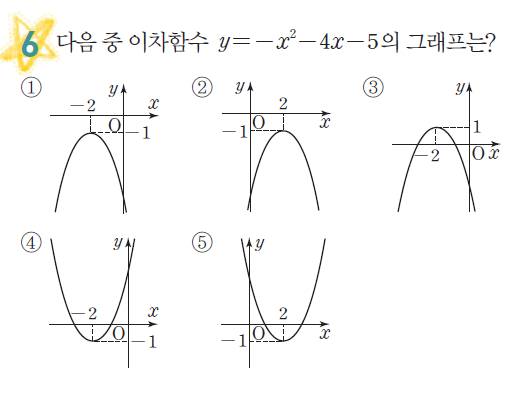 6 다음 중 이차함수 y=−x²−4x−5의 그래프는?
① y −2 x O −1
② y 2 O x −1
③ y 1 −2 O x
④ y −2 x O −1
⑤ y 2 O x −1